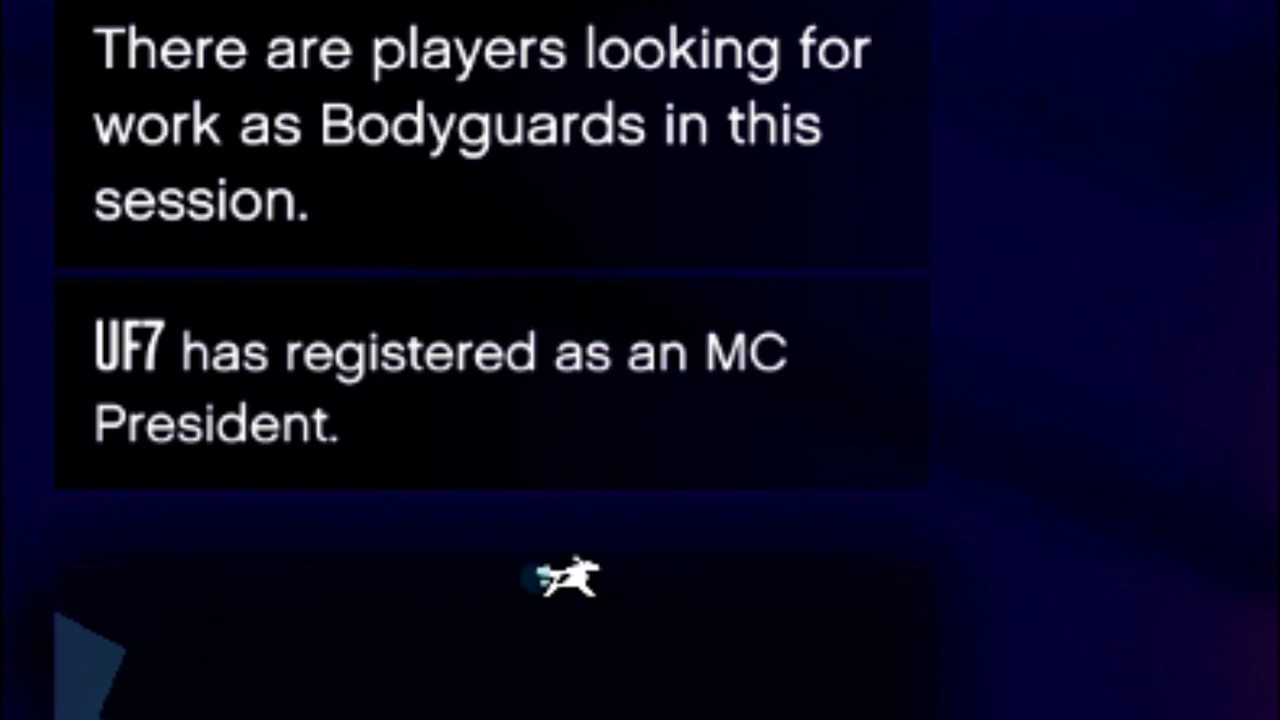 There are players looking for
work as Bodyguards in this
session.
UF7 has registered as an MC
President.